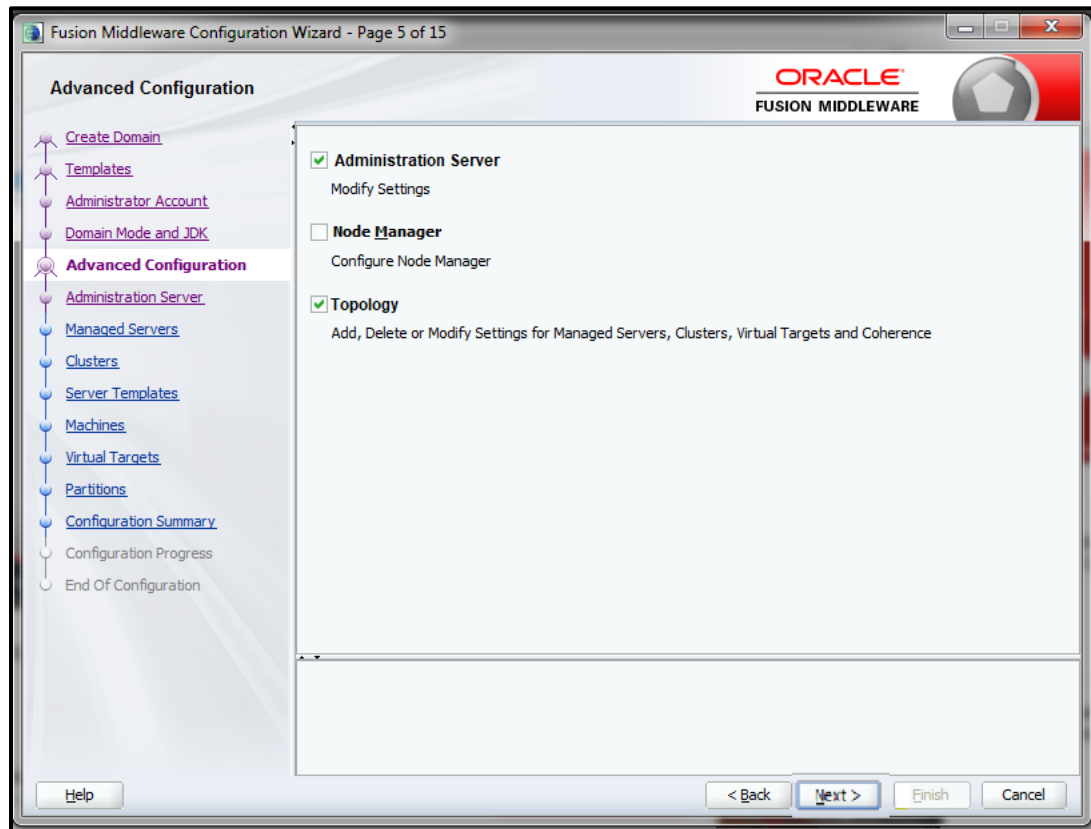 Fusion Middleware Configuration Wizard - Page 5 of 15
Advanced Configuration
ORACLE
FUSION MIDDLEWARE
Create Domain
Templates
Administrator Account
Domain Mode and JDK
Advanced Configuration
Administration Server
Managed Servers
Clusters
Server Templates
Machines
Virtual Targets
Partitions
Configuration Summary
Configuration Progress
End Of Configuration
Administration Server
Modify Settings
Node Manager
Configure Node Manager
Topology
Add, Delete or Modify Settings for Managed Servers, Clusters, Virtual Targets and Coherence
Help
< Back
Next >
Finish
Cancel